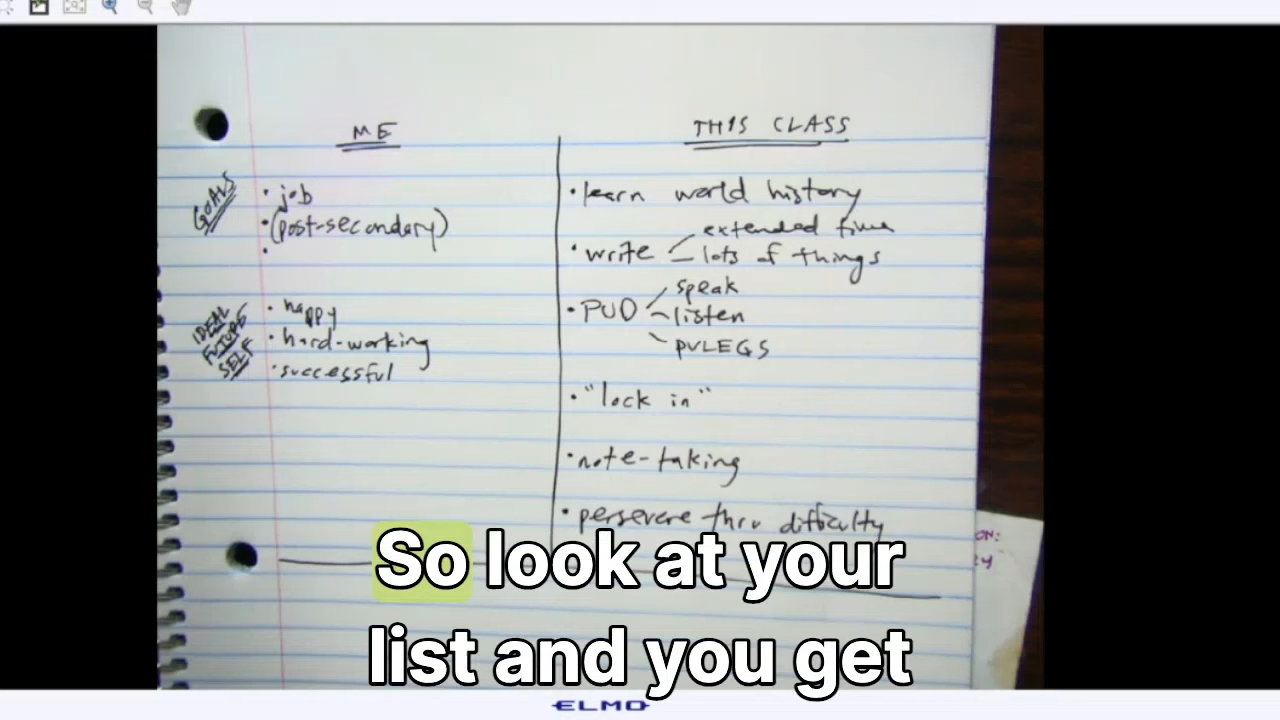 ME
THIS CLASS
GOALS
• job
• (post-secondary)
•
IDEAL
FUTURE
SELF
• happy
• hard-working
• successful
• learn world history
• write
extended time
lots of things
• PUD
speak
listen
PVLEGS
• "lock in"
• note-taking
• persevere thru difficulty
ON:
So look at your
list and you get
ELMO